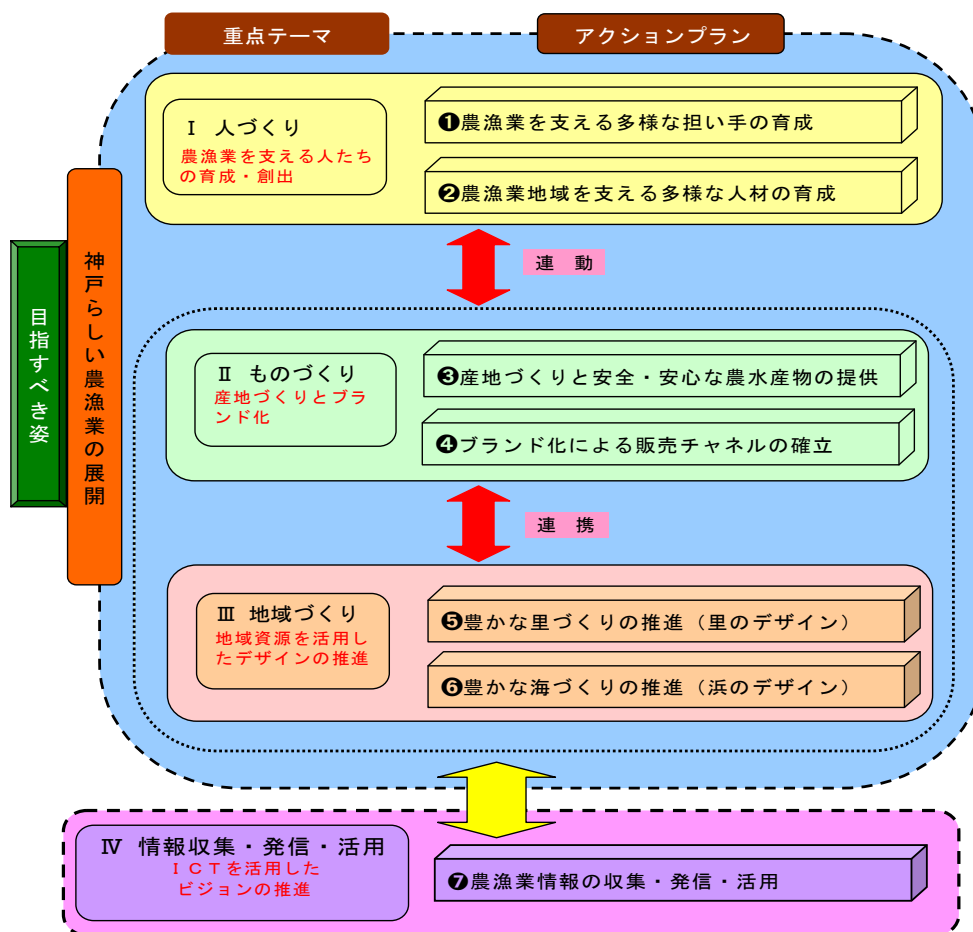 重点テーマ
アクションプラン
目指すべき姿
神戸らしい農漁業の展開
Ⅰ 人づくり
農漁業を支える人たち
の育成・創出
❶農漁業を支える多様な担い手の育成
❷農漁業地域を支える多様な人材の育成
連 動
Ⅱ ものづくり
産地づくりとブラ
ンド化
❸産地づくりと安全・安心な農水産物の提供
❹ブランド化による販売チャネルの確立
連 携
Ⅲ 地域づくり
地域資源を活用し
たデザインの推進
❺豊かな里づくりの推進（里のデザイン）
❻豊かな海づくりの推進（浜のデザイン）
Ⅳ 情報収集・発信・活用
ＩＣＴを活用した
ビジョンの推進
❼農漁業情報の収集・発信・活用